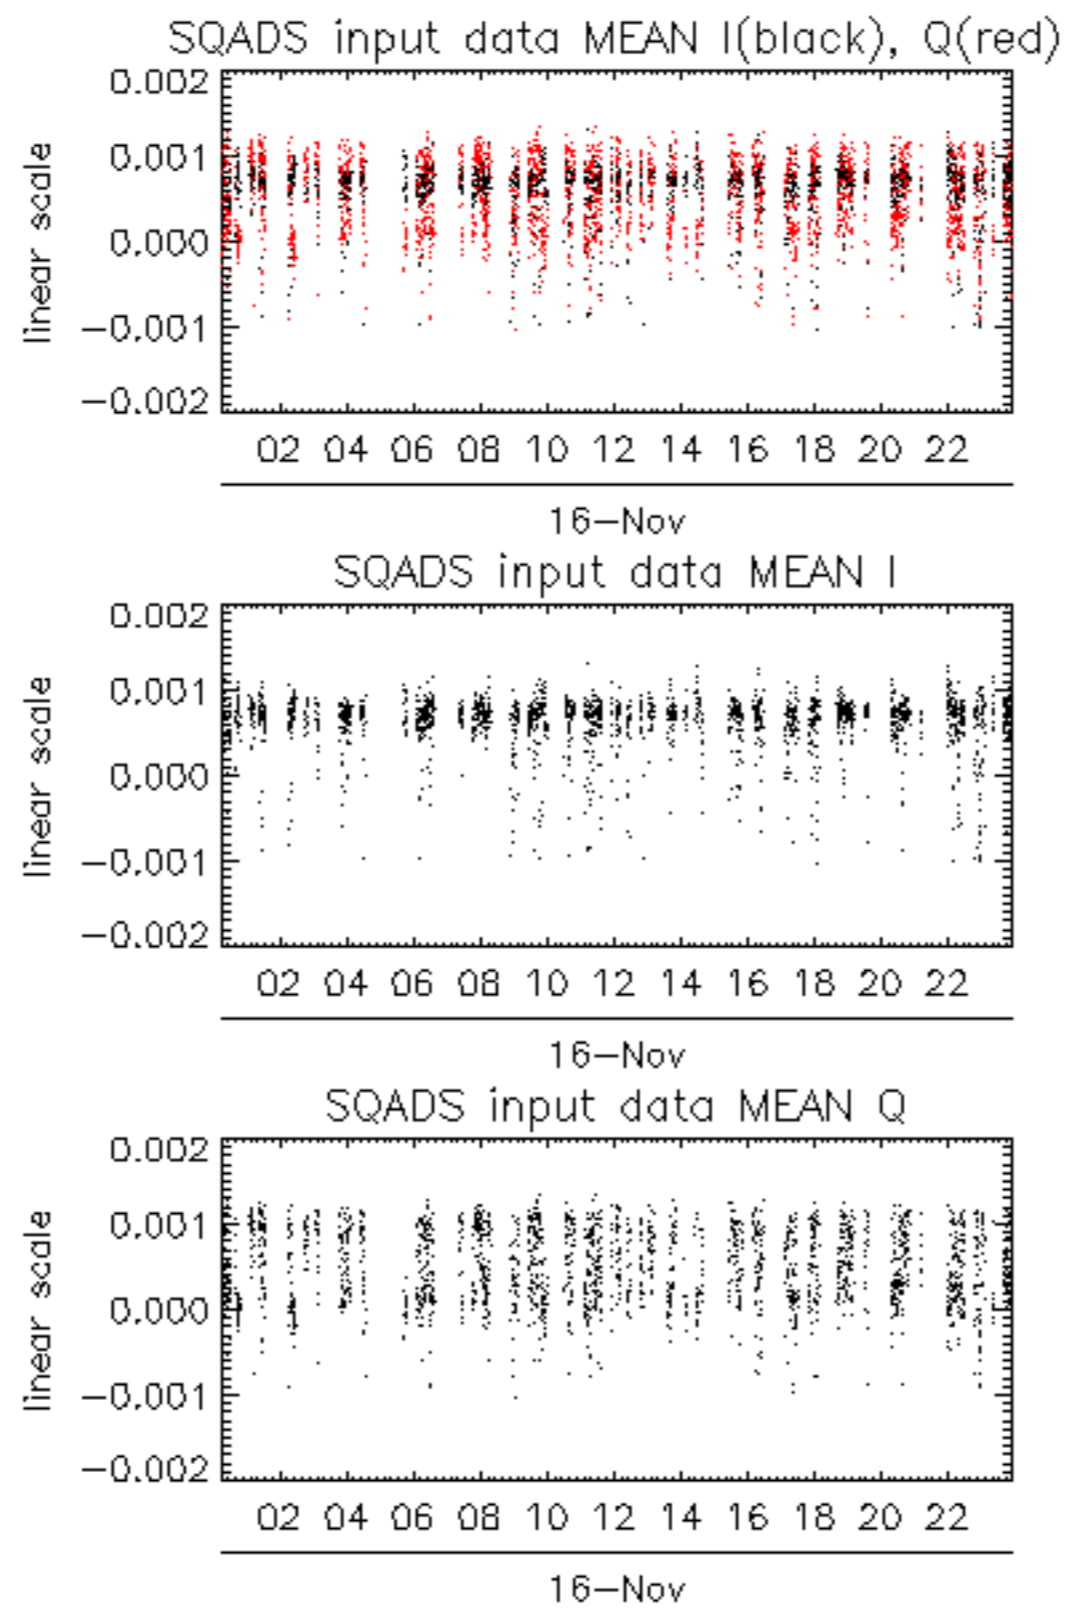 SQADS input data MEAN I(black), Q(red)
0.002
0.001
0.000
−0.001
−0.002
linear scale
02 04 06 08 10 12 14 16 18 20 22
16−Nov
SQADS input data MEAN I
0.002
0.001
0.000
−0.001
−0.002
linear scale
02 04 06 08 10 12 14 16 18 20 22
16−Nov
SQADS input data MEAN Q
0.002
0.001
0.000
−0.001
−0.002
linear scale
02 04 06 08 10 12 14 16 18 20 22
16−Nov